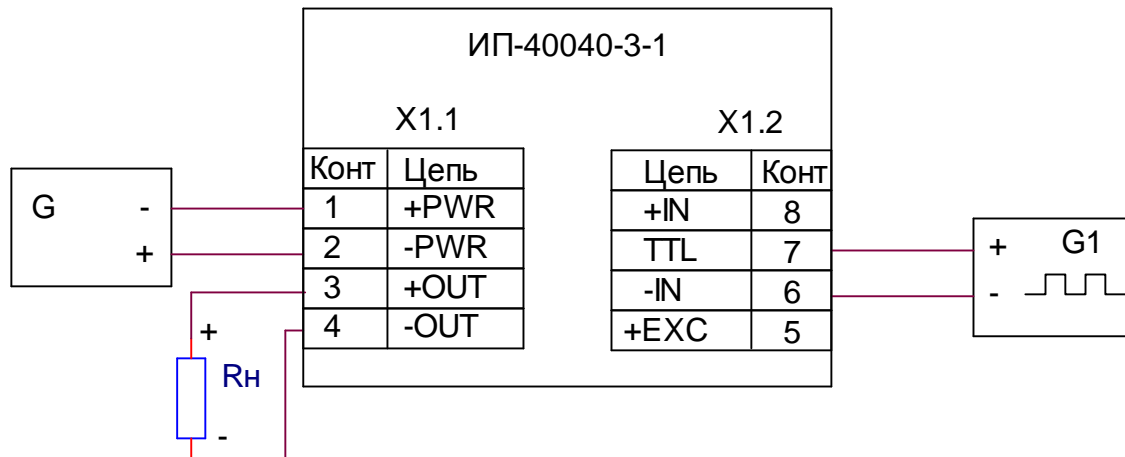 ИП-40040-3-1
X1.1
X1.2
Конт Цепь
1 +PWR
2 -PWR
3 +OUT
4 -OUT
Цепь Конт
+IN 8
TTL 7
-IN 6
+EXC 5
G -
+
+
Rн
-
+ G1
-